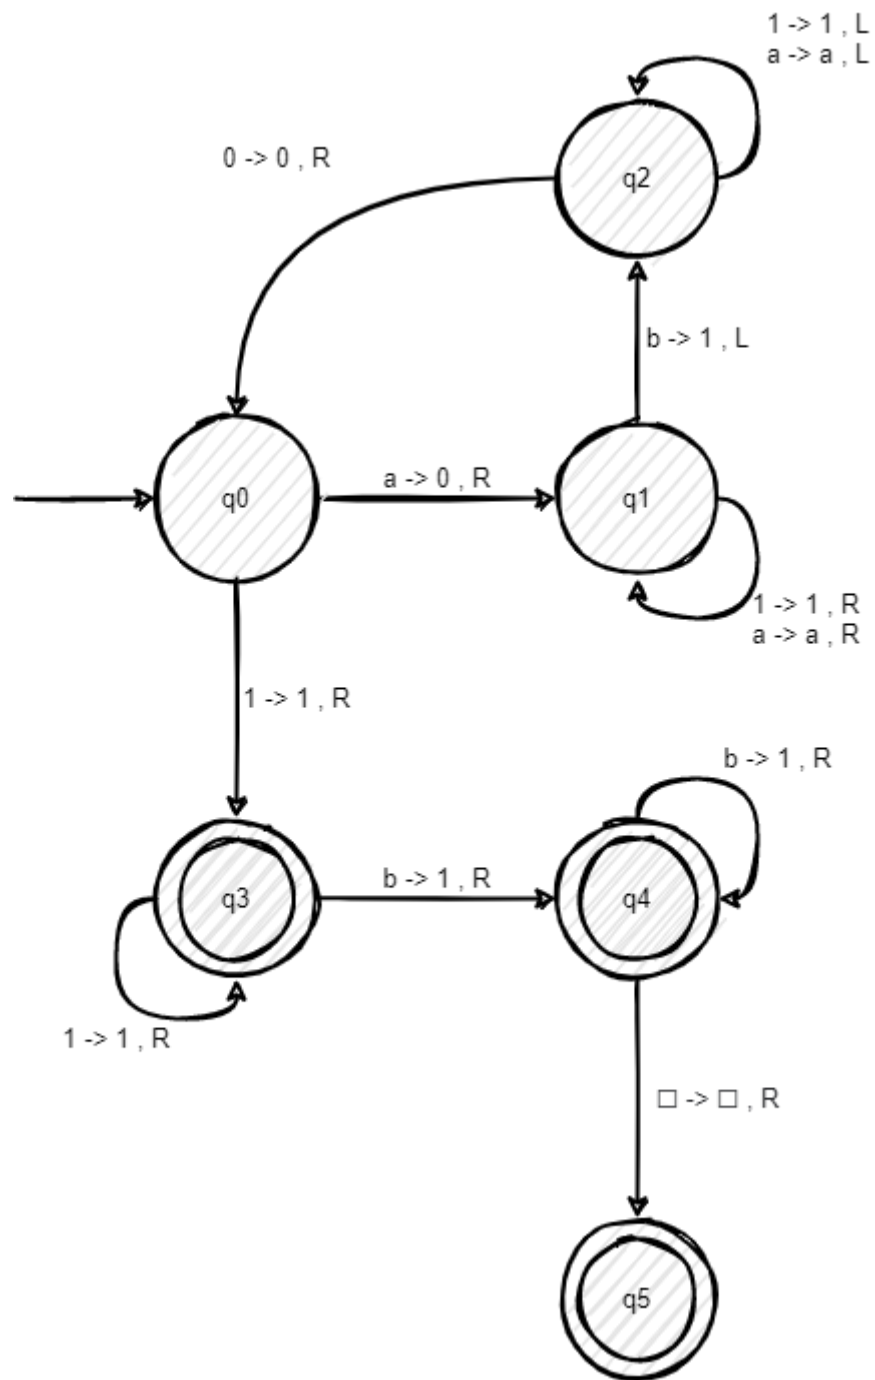 1 -> 1 , L
a -> a , L
0 -> 0 , R
q2
b -> 1 , L
q0
a -> 0 , R
q1
1 -> 1 , R
a -> a , R
1 -> 1 , R
b -> 1 , R
q3
b -> 1 , R
q4
1 -> 1 , R
□ -> □ , R
q5